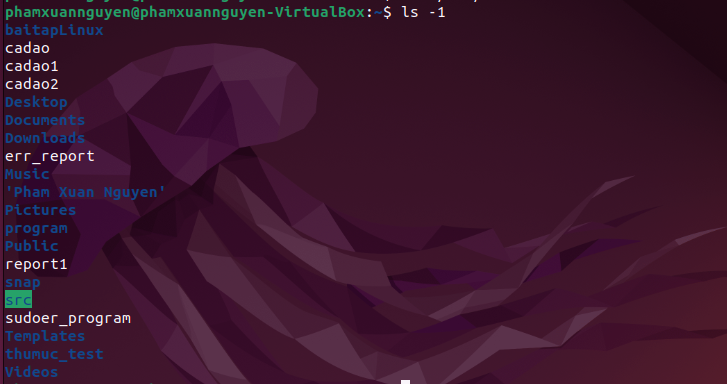 phamxuannguyen@phamxuannguyen-VirtualBox:~$ ls -1
baitapLinux
cadao
cadao1
cadao2
Desktop
Documents
Downloads
err_report
Music
'Pham Xuan Nguyen'
Pictures
program
Public
report1
snap
src
sudoer_program
Templates
thumuc_test
Videos